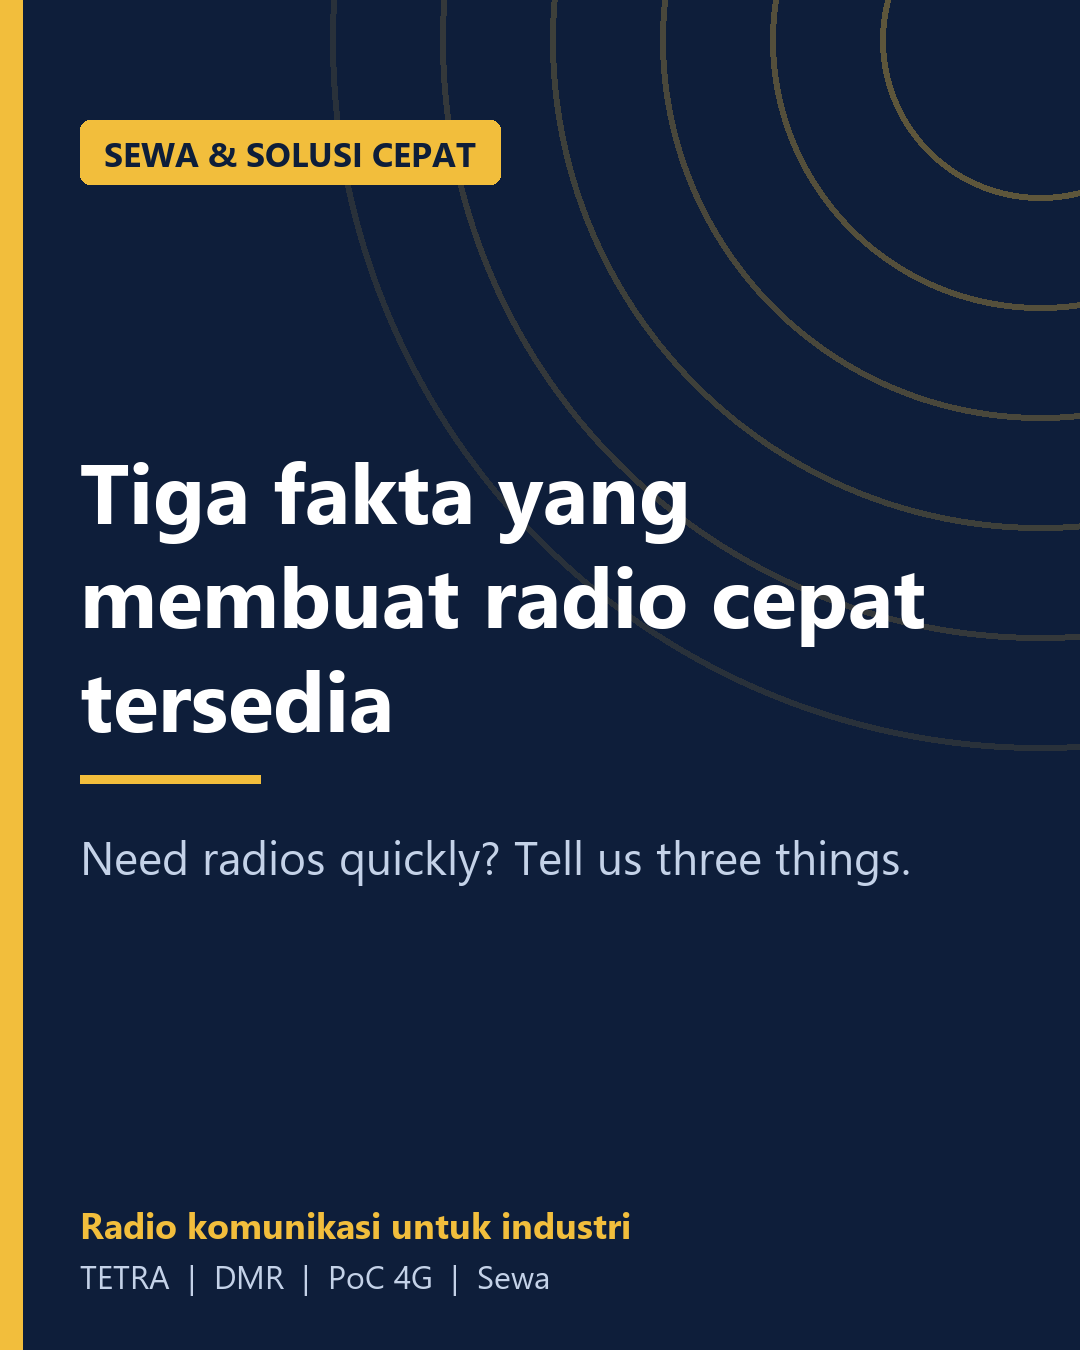 SEWA & SOLUSI CEPAT
Tiga fakta yang
membuat radio cepat
tersedia
Need radios quickly? Tell us three things.
Radio komunikasi untuk industri
TETRA | DMR | PoC 4G | Sewa